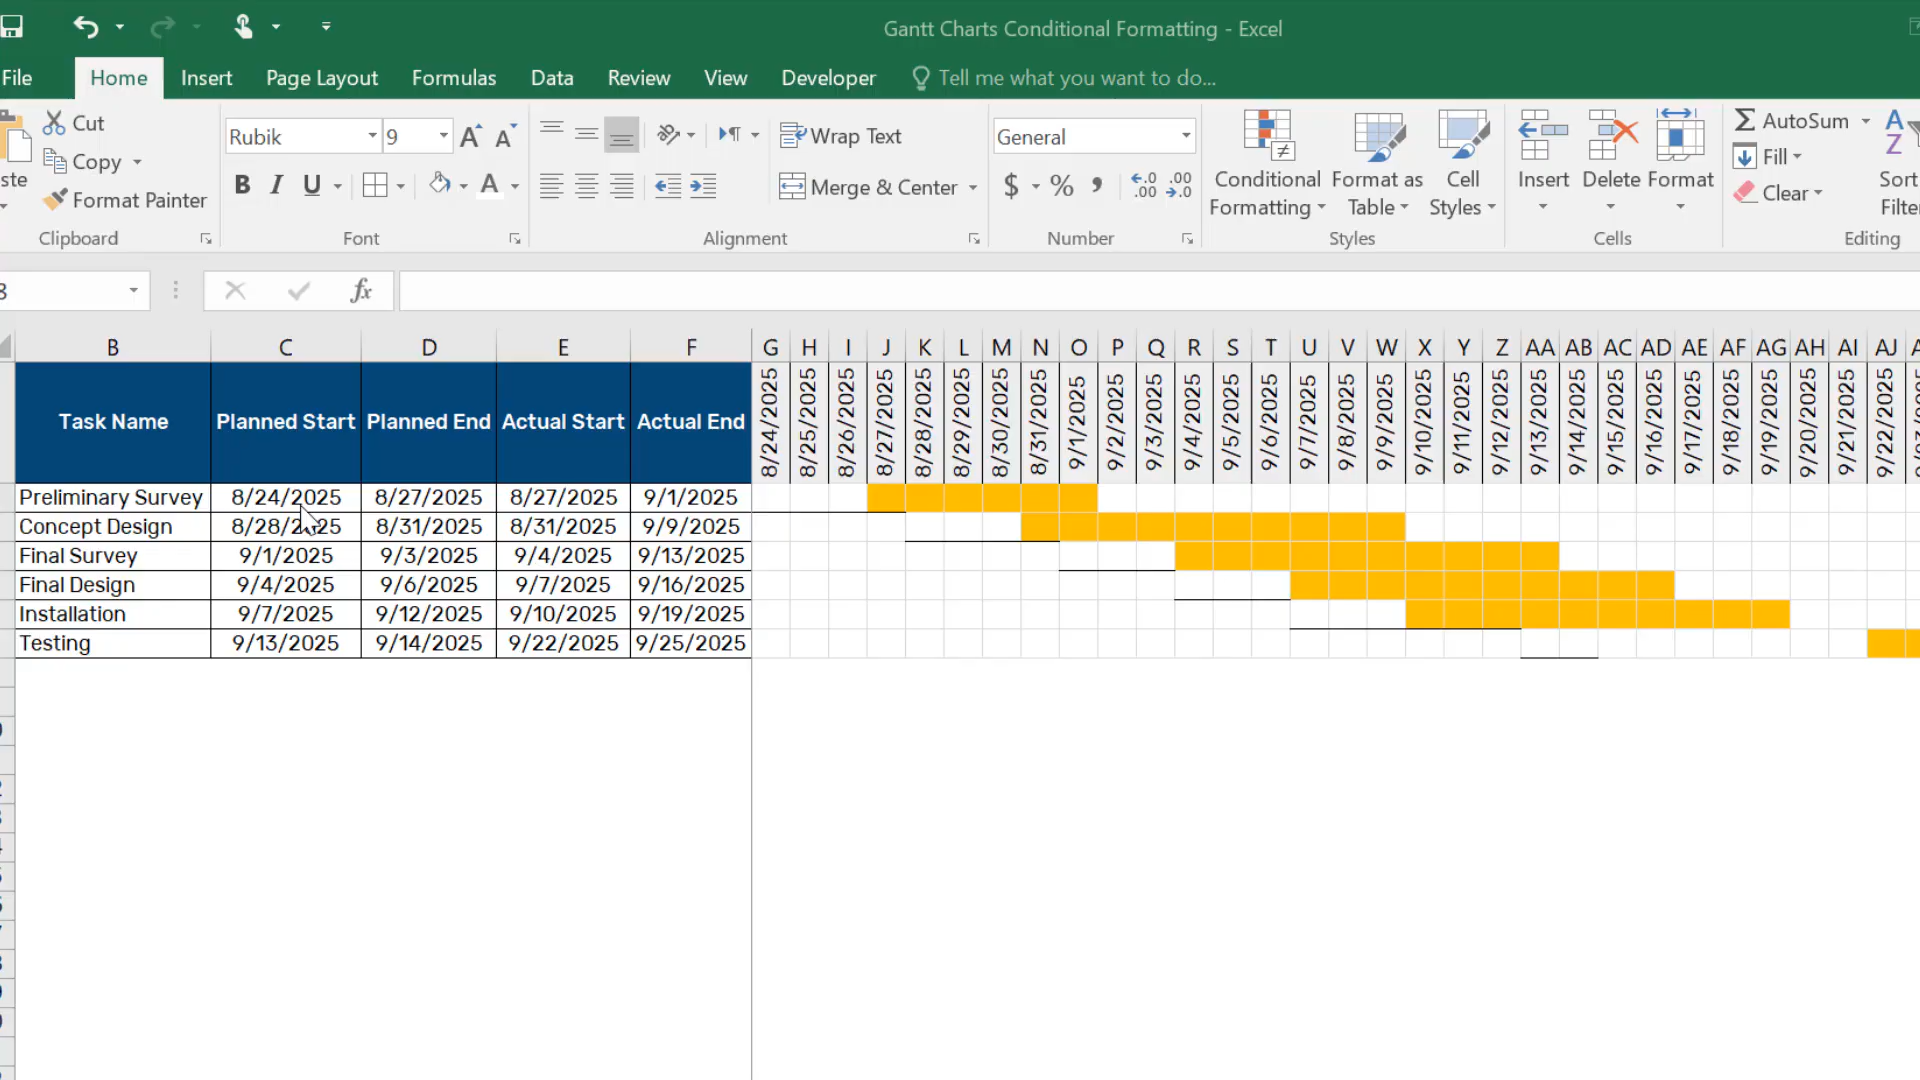 Gantt Charts Conditional Formatting - Excel
File Home Insert Page Layout Formulas Data Review View Developer Tell me what you want to do...
Cut
Copy
Format Painter
Clipboard
Rubik 9
B I U
Font
Wrap Text
Merge & Center
Alignment
General
$ % ,
Number
Conditional Formatting
Format as Table
Cell Styles
Styles
Insert Delete Format
Cells
AutoSum
Fill
Clear
Editing
fx
B C D E F G H I J K L M N O P Q R S T U V W X Y Z AA AB AC AD AE AF AG AH AI AJ
Task Name Planned Start Planned End Actual Start Actual End 8/24/2025 8/25/2025 8/26/2025 8/27/2025 8/28/2025 8/29/2025 8/30/2025 8/31/2025 9/1/2025 9/2/2025 9/3/2025 9/4/2025 9/5/2025 9/6/2025 9/7/2025 9/8/2025 9/9/2025 9/10/2025 9/11/2025 9/12/2025 9/13/2025 9/14/2025 9/15/2025 9/16/2025 9/17/2025 9/18/2025 9/19/2025 9/20/2025 9/21/2025 9/22/2025
Preliminary Survey 8/24/2025 8/27/2025 8/27/2025 9/1/2025
Concept Design 8/28/2025 8/31/2025 8/31/2025 9/9/2025
Final Survey 9/1/2025 9/3/2025 9/4/2025 9/13/2025
Final Design 9/4/2025 9/6/2025 9/7/2025 9/16/2025
Installation 9/7/2025 9/12/2025 9/10/2025 9/19/2025
Testing 9/13/2025 9/14/2025 9/22/2025 9/25/2025